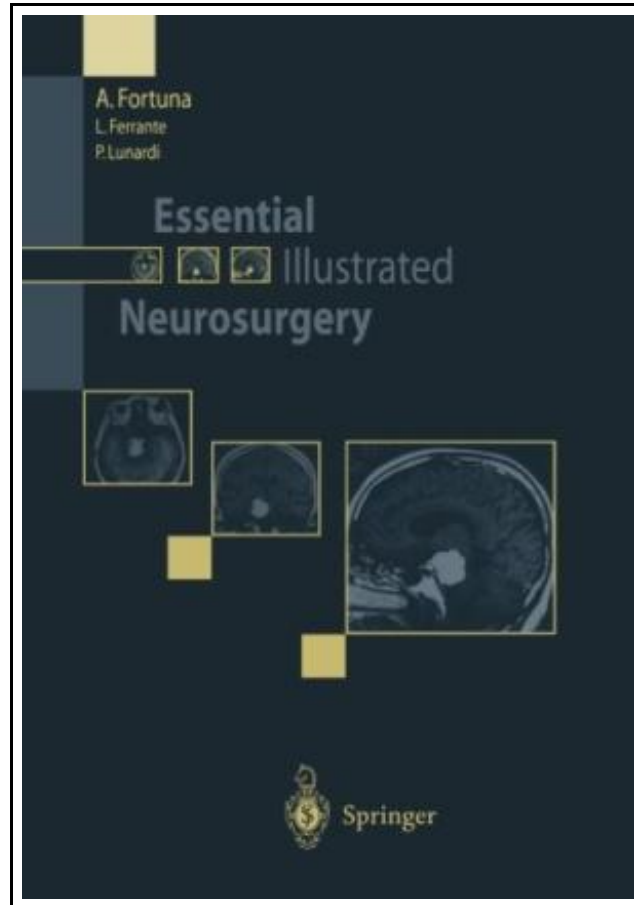 A. Fortuna
L. Ferrante
P. Lunardi
Essential
Illustrated
Neurosurgery
Springer